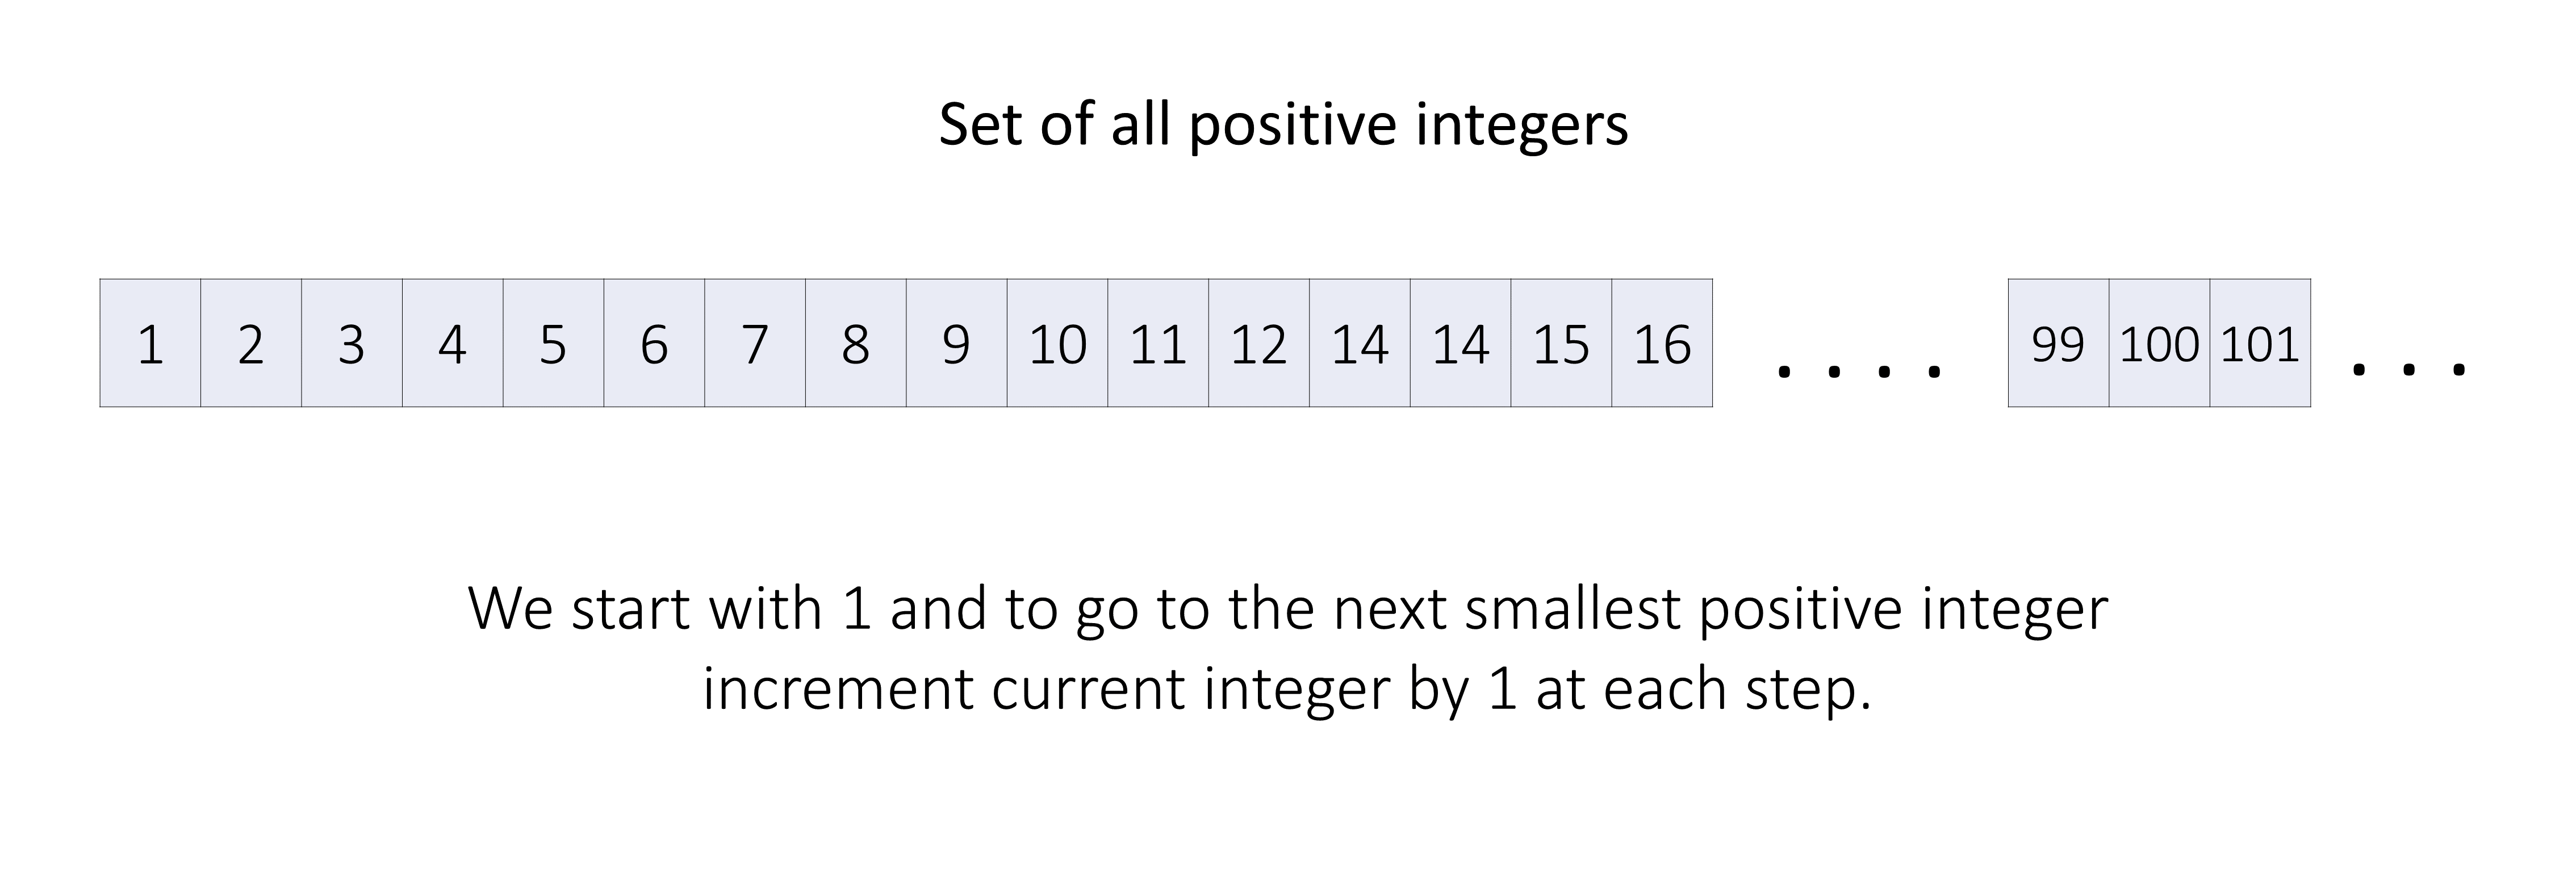 Set of all positive integers
1 2 3 4 5 6 7 8 9 10 11 12 14 14 15 16 . . . . 99 100 101 . . .
We start with 1 and to go to the next smallest positive integer
increment current integer by 1 at each step.